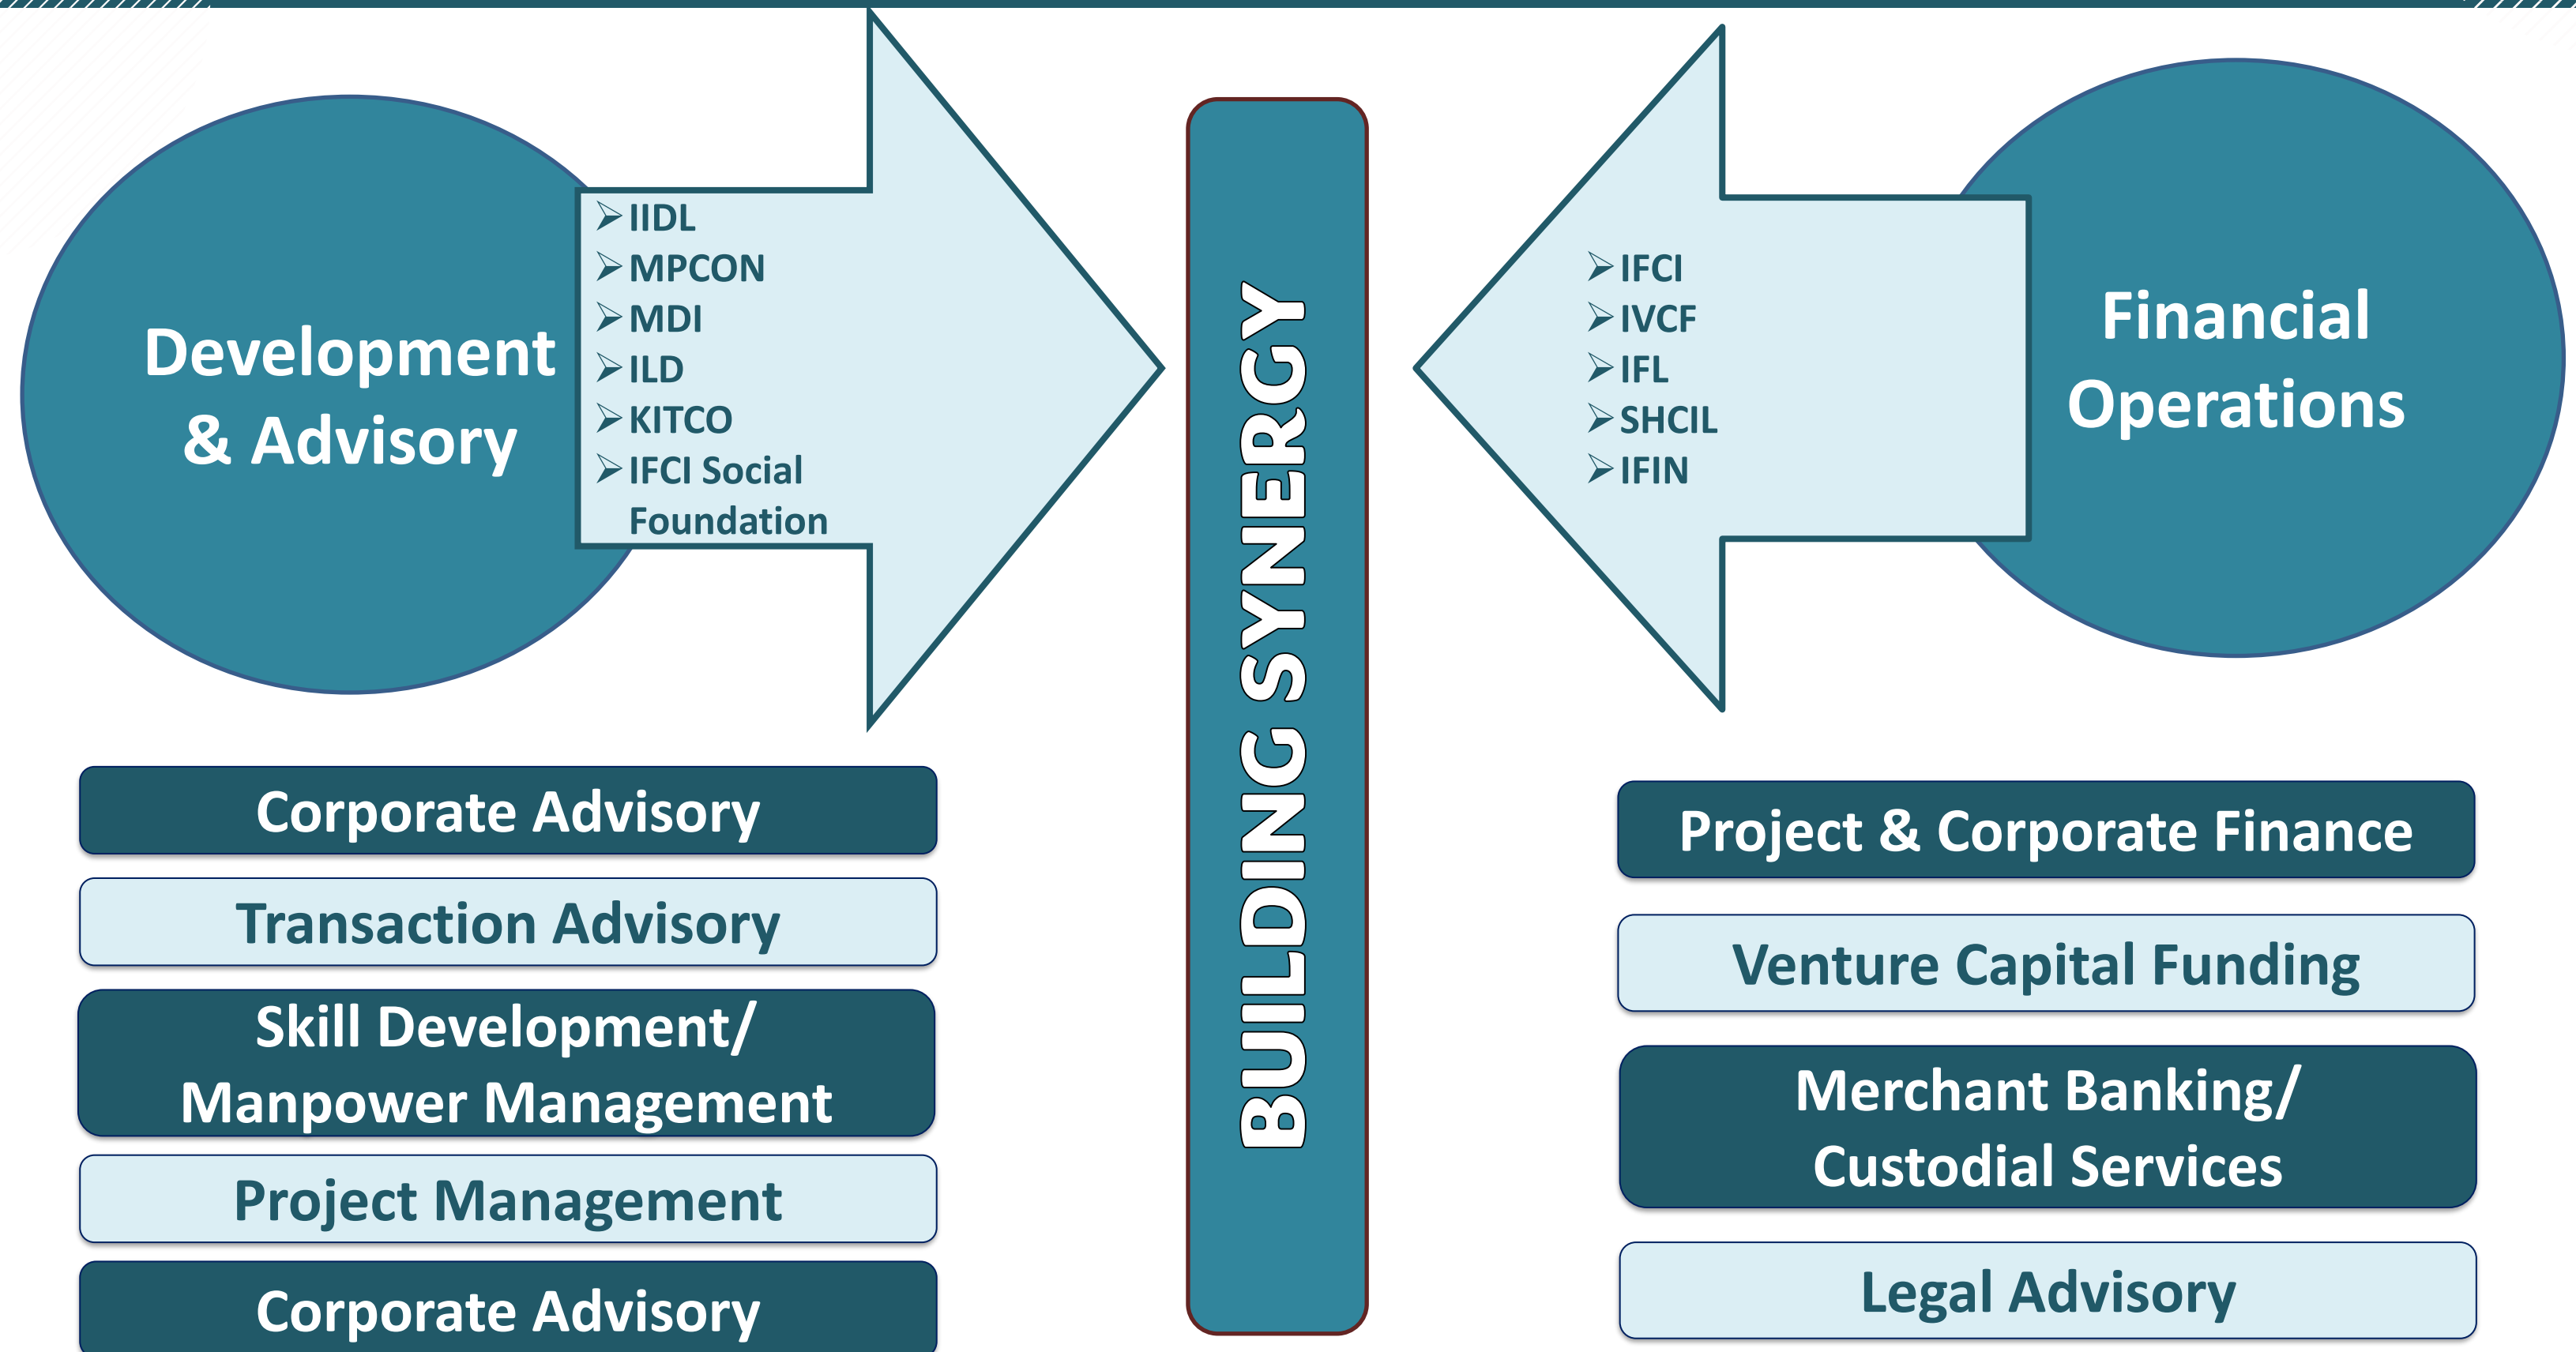 Development
& Advisory
➢IIDL
➢MPCON
➢MDI
➢ILD
➢KITCO
➢IFCI Social
Foundation
BUILDING SYNERGY
➢IFCI
➢IVCF
➢IFL
➢SHCIL
➢IFIN
Financial
Operations
Corporate Advisory
Transaction Advisory
Skill Development/
Manpower Management
Project Management
Corporate Advisory
Project & Corporate Finance
Venture Capital Funding
Merchant Banking/
Custodial Services
Legal Advisory